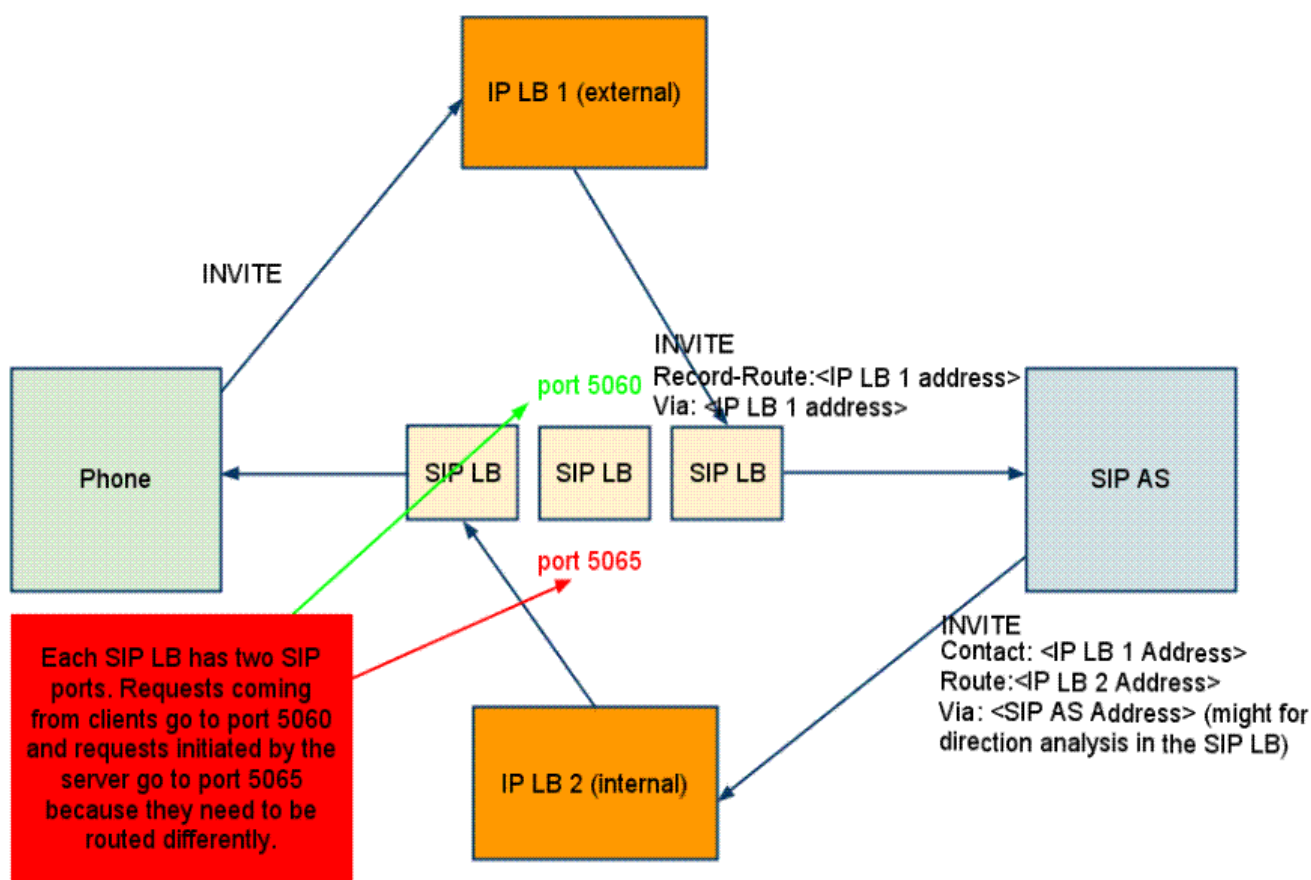 IP LB 1 (external)
INVITE
INVITE
Record-Route:<IP LB 1 address>
Via: <IP LB 1 address>
port 5060
Phone
SIP LB
SIP LB
SIP LB
SIP AS
port 5065
Each SIP LB has two SIP
ports. Requests coming
from clients go to port 5060
and requests initiated by the
server go to port 5065
because they need to be
routed differently.
IP LB 2 (internal)
INVITE
Contact: <IP LB 1 Address>
Route:<IP LB 2 Address>
Via: <SIP AS Address> (might for
direction analysis in the SIP LB)